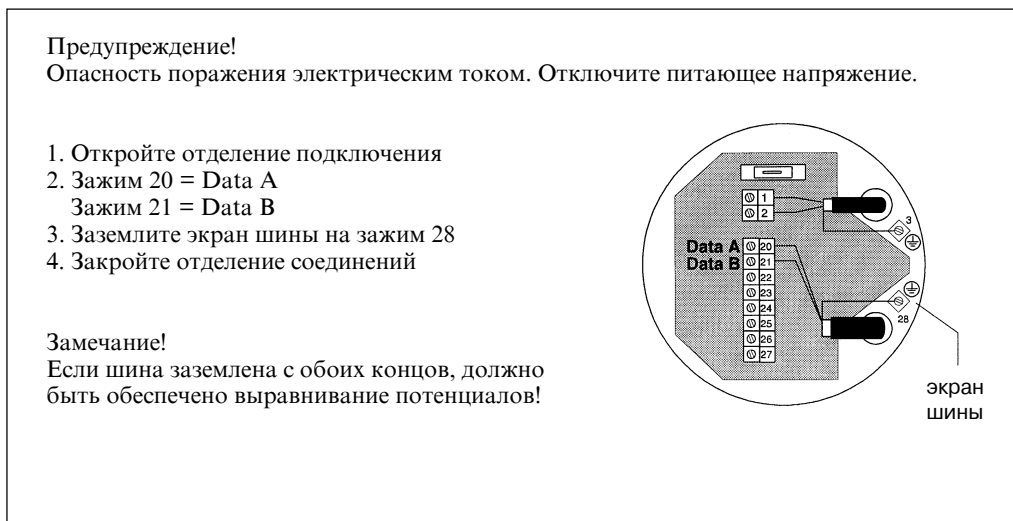 Предупреждение!
Опасность поражения электрическим током. Отключите питающее напряжение.
1. Откройте отделение подключения
2. Зажим 20 = Data A
Зажим 21 = Data B
3. Заземлите экран шины на зажим 28
4. Закройте отделение соединений
Замечание!
Если шина заземлена с обоих концов, должно
быть обеспечено выравнивание потенциалов!
1
2
3
Data A 20
Data B 21
22
23
24
25
26
27
28
экран
шины